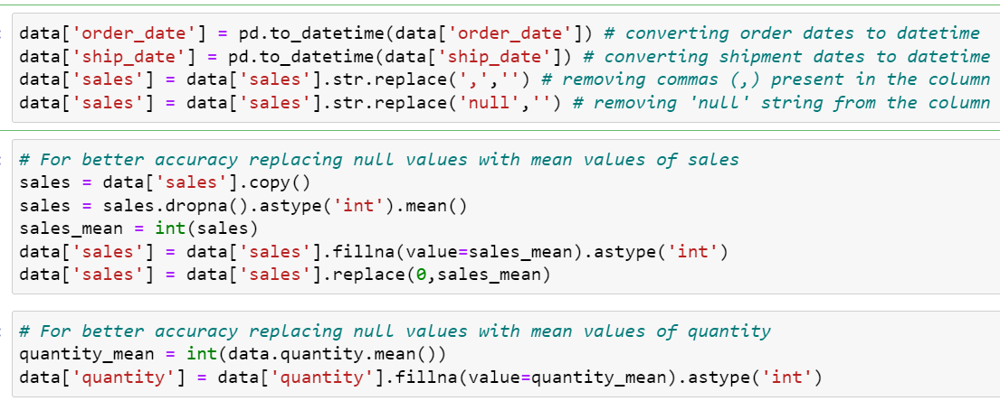 data['order_date'] = pd.to_datetime(data['order_date']) # converting order dates to datetime
data['ship_date'] = pd.to_datetime(data['ship_date']) # converting shipment dates to datetime
data['sales'] = data['sales'].str.replace(',','') # removing commas (,) present in the column
data['sales'] = data['sales'].str.replace('null','') # removing 'null' string from the column
# For better accuracy replacing null values with mean values of sales
sales = data['sales'].copy()
sales = sales.dropna().astype('int').mean()
sales_mean = int(sales)
data['sales'] = data['sales'].fillna(value=sales_mean).astype('int')
data['sales'] = data['sales'].replace(0,sales_mean)
# For better accuracy replacing null values with mean values of quantity
quantity_mean = int(data.quantity.mean())
data['quantity'] = data['quantity'].fillna(value=quantity_mean).astype('int')